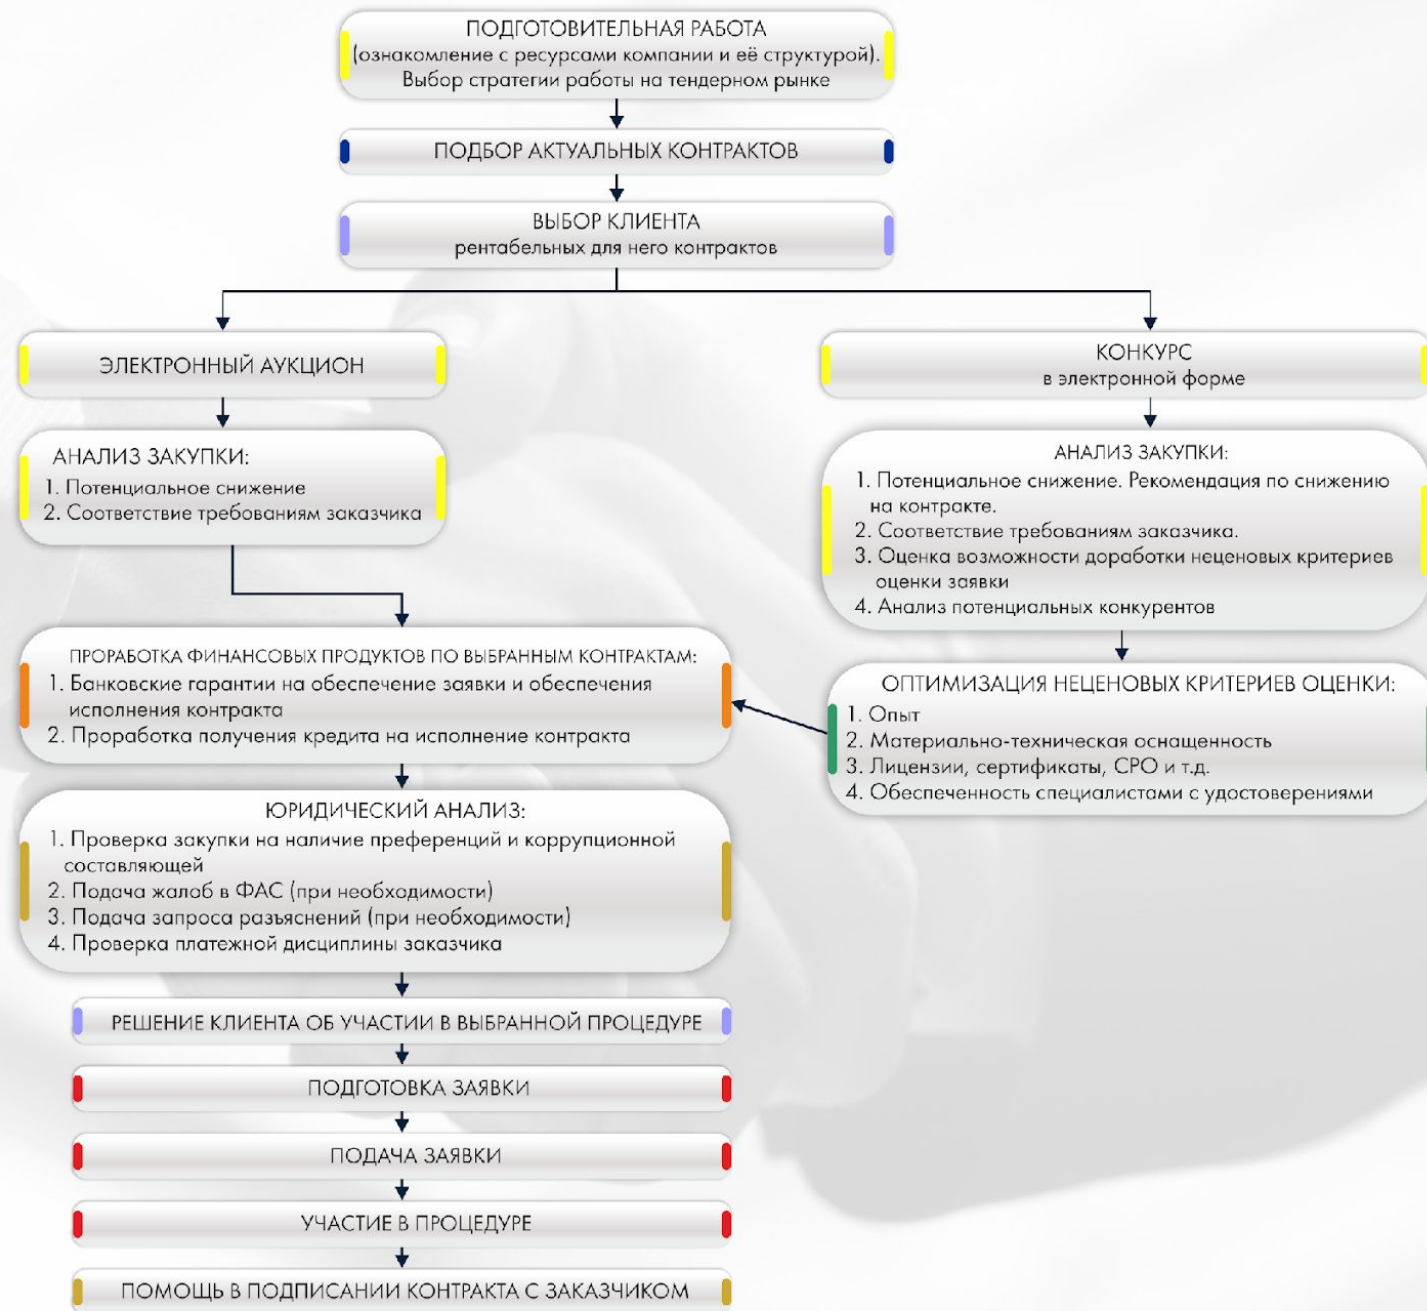 ПОДГОТОВИТЕЛЬНАЯ РАБОТА
(ознакомление с ресурсами компании и её структурой).
Выбор стратегии работы на тендерном рынке
ПОДБОР АКТУАЛЬНЫХ КОНТРАКТОВ
ВЫБОР КЛИЕНТА
рентабельных для него контрактов
ЭЛЕКТРОННЫЙ АУКЦИОН
АНАЛИЗ ЗАКУПКИ:
1. Потенциальное снижение
2. Соответствие требованиям заказчика
КОНКУРС
в электронной форме
АНАЛИЗ ЗАКУПКИ:
1. Потенциальное снижение. Рекомендация по снижению
на контракте.
2. Соответствие требованиям заказчика.
3. Оценка возможности доработки неценовых критериев
оценки заявки
4. Анализ потенциальных конкурентов
ОПТИМИЗАЦИЯ НЕЦЕНОВЫХ КРИТЕРИЕВ ОЦЕНКИ:
1. Опыт
2. Материально-техническая оснащенность
3. Лицензии, сертификаты, СРО и т.д.
4. Обеспеченность специалистами с удостоверениями
ПРОРАБОТКА ФИНАНСОВЫХ ПРОДУКТОВ ПО ВЫБРАННЫМ КОНТРАКТАМ:
1. Банковские гарантии на обеспечение заявки и обеспечения
исполнения контракта
2. Проработка получения кредита на исполнение контракта
ЮРИДИЧЕСКИЙ АНАЛИЗ:
1. Проверка закупки на наличие преференций и коррупционной
составляющей
2. Подача жалоб в ФАС (при необходимости)
3. Подача запроса разъяснений (при необходимости)
4. Проверка платежной дисциплины заказчика
РЕШЕНИЕ КЛИЕНТА ОБ УЧАСТИИ В ВЫБРАННОЙ ПРОЦЕДУРЕ
ПОДГОТОВКА ЗАЯВКИ
ПОДАЧА ЗАЯВКИ
УЧАСТИЕ В ПРОЦЕДУРЕ
ПОМОЩЬ В ПОДПИСАНИИ КОНТРАКТА С ЗАКАЗЧИКОМ